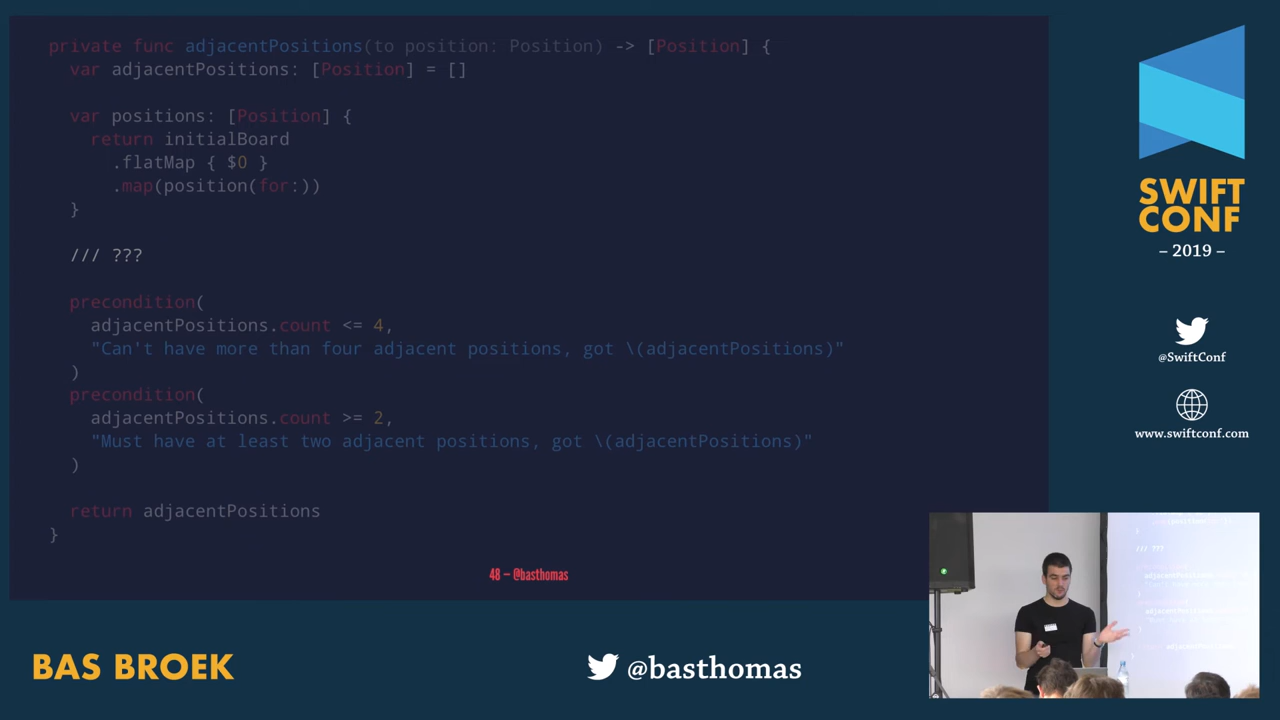 private func adjacentPositions(to position: Position) -> [Position] {
var adjacentPositions: [Position] = []
var positions: [Position] {
return initialBoard
.flatMap { $0 }
.map(position(for:))
}
/// ???
precondition(
adjacentPositions.count <= 4,
"Can't have more than four adjacent positions, got \(adjacentPositions)"
)
precondition(
adjacentPositions.count >= 2,
"Must have at least two adjacent positions, got \(adjacentPositions)"
)
return adjacentPositions
}
48 – @basthomas
SWIFT
CONF
– 2019 –
@SwiftConf
www.swiftconf.com
BAS BROEK
@basthomas
/// ???